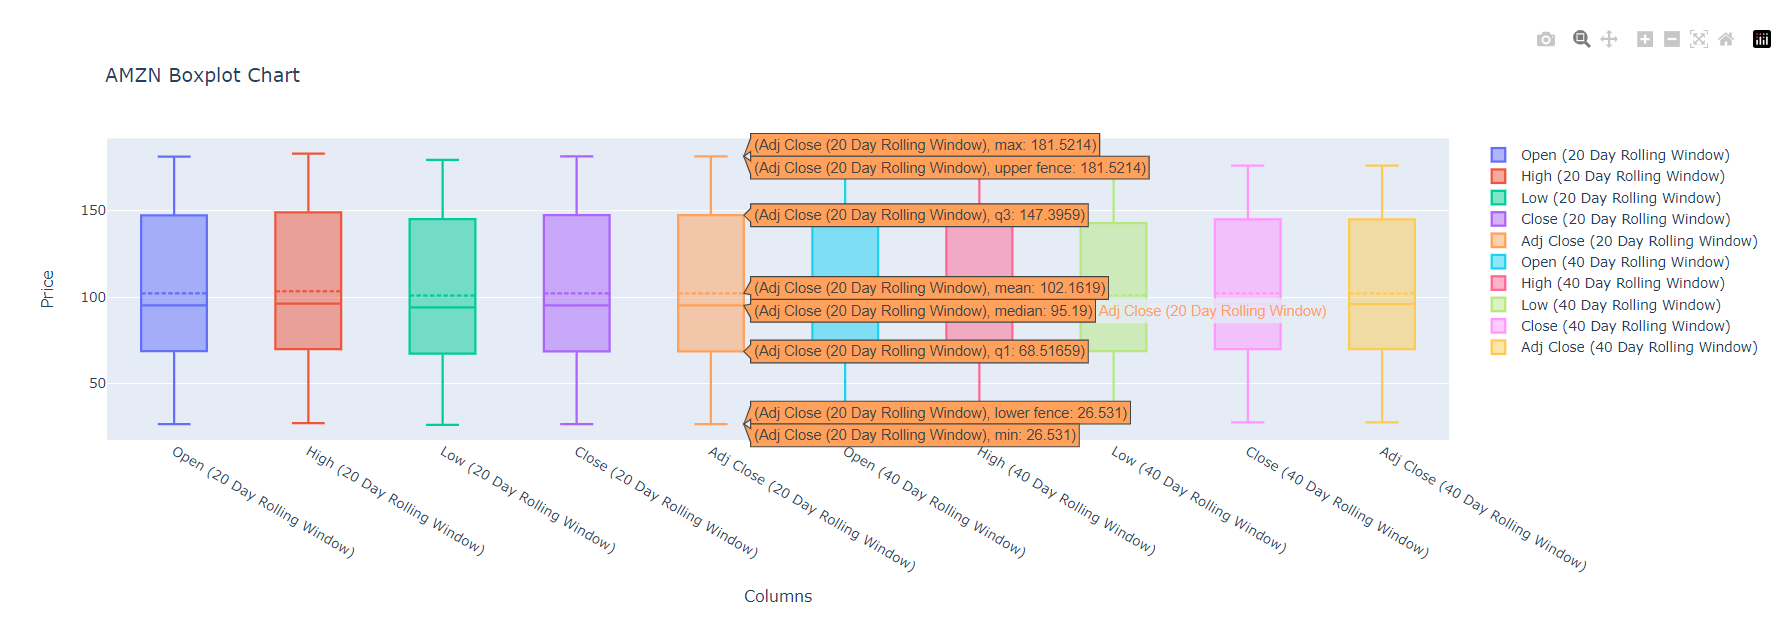 AMZN Boxplot Chart
Price
150
100
50
(Adj Close (20 Day Rolling Window), max: 181.5214)
(Adj Close (20 Day Rolling Window), upper fence: 181.5214)
(Adj Close (20 Day Rolling Window), q3: 147.3959)
(Adj Close (20 Day Rolling Window), mean: 102.1619)
(Adj Close (20 Day Rolling Window), median: 95.19)
Adj Close (20 Day Rolling Window)
(Adj Close (20 Day Rolling Window), q1: 68.51659)
(Adj Close (20 Day Rolling Window), lower fence: 26.531)
(Adj Close (20 Day Rolling Window), min: 26.531)
Open (20 Day Rolling Window)
High (20 Day Rolling Window)
Low (20 Day Rolling Window)
Close (20 Day Rolling Window)
Adj Close (20 Day Rolling Window)
Open (40 Day Rolling Window)
High (40 Day Rolling Window)
Low (40 Day Rolling Window)
Close (40 Day Rolling Window)
Adj Close (40 Day Rolling Window)
Columns
Open (20 Day Rolling Window)
High (20 Day Rolling Window)
Low (20 Day Rolling Window)
Close (20 Day Rolling Window)
Adj Close (20 Day Rolling Window)
Open (40 Day Rolling Window)
High (40 Day Rolling Window)
Low (40 Day Rolling Window)
Close (40 Day Rolling Window)
Adj Close (40 Day Rolling Window)